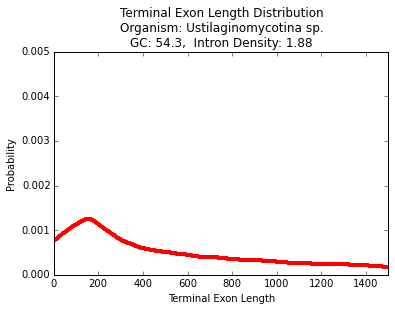 Terminal Exon Length Distribution
Organism: Ustilaginomycotina sp.
GC: 54.3,  Intron Density: 1.88
0.005
0.004
0.003
0.002
0.001
0.000
Probability
0 200 400 600 800 1000 1200 1400
Terminal Exon Length